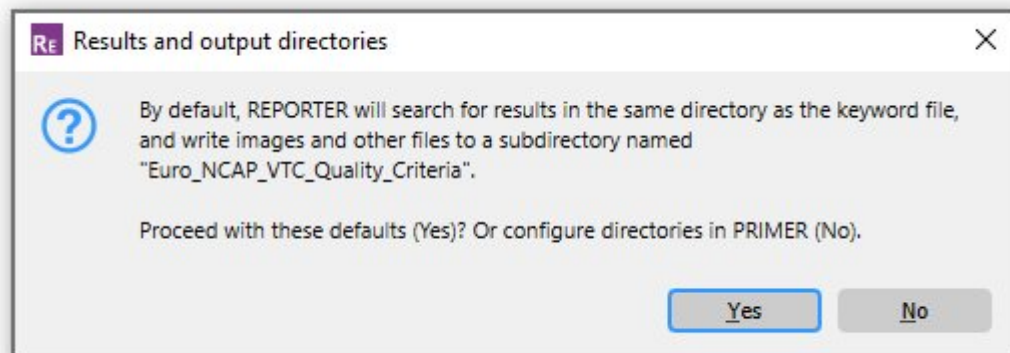 RE Results and output directories
By default, REPORTER will search for results in the same directory as the keyword file,
and write images and other files to a subdirectory named
"Euro_NCAP_VTC_Quality_Criteria".
Proceed with these defaults (Yes)? Or configure directories in PRIMER (No).
Yes No